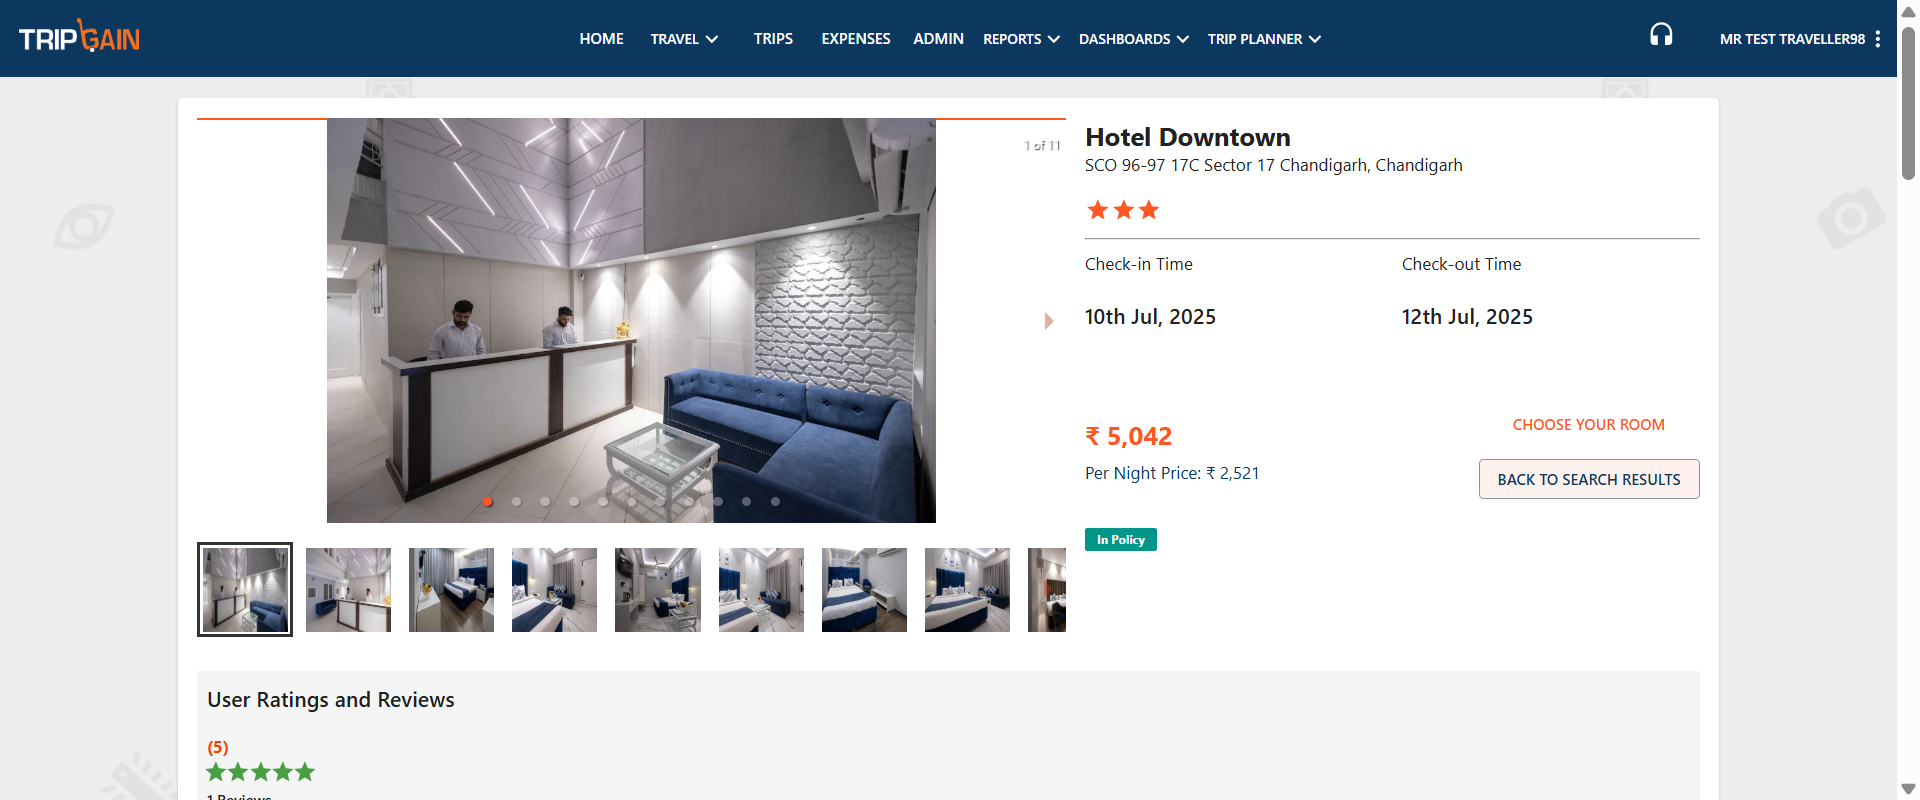 TRIPGAIN
HOME
TRAVEL
TRIPS
EXPENSES
ADMIN
REPORTS
DASHBOARDS
TRIP PLANNER
MR TEST TRAVELLER98
1 of 11
Hotel Downtown
SCO 96-97 17C Sector 17 Chandigarh, Chandigarh
Check-in Time
Check-out Time
10th Jul, 2025
12th Jul, 2025
₹ 5,042
CHOOSE YOUR ROOM
Per Night Price: ₹ 2,521
BACK TO SEARCH RESULTS
In Policy
User Ratings and Reviews
(5)
1 Reviews